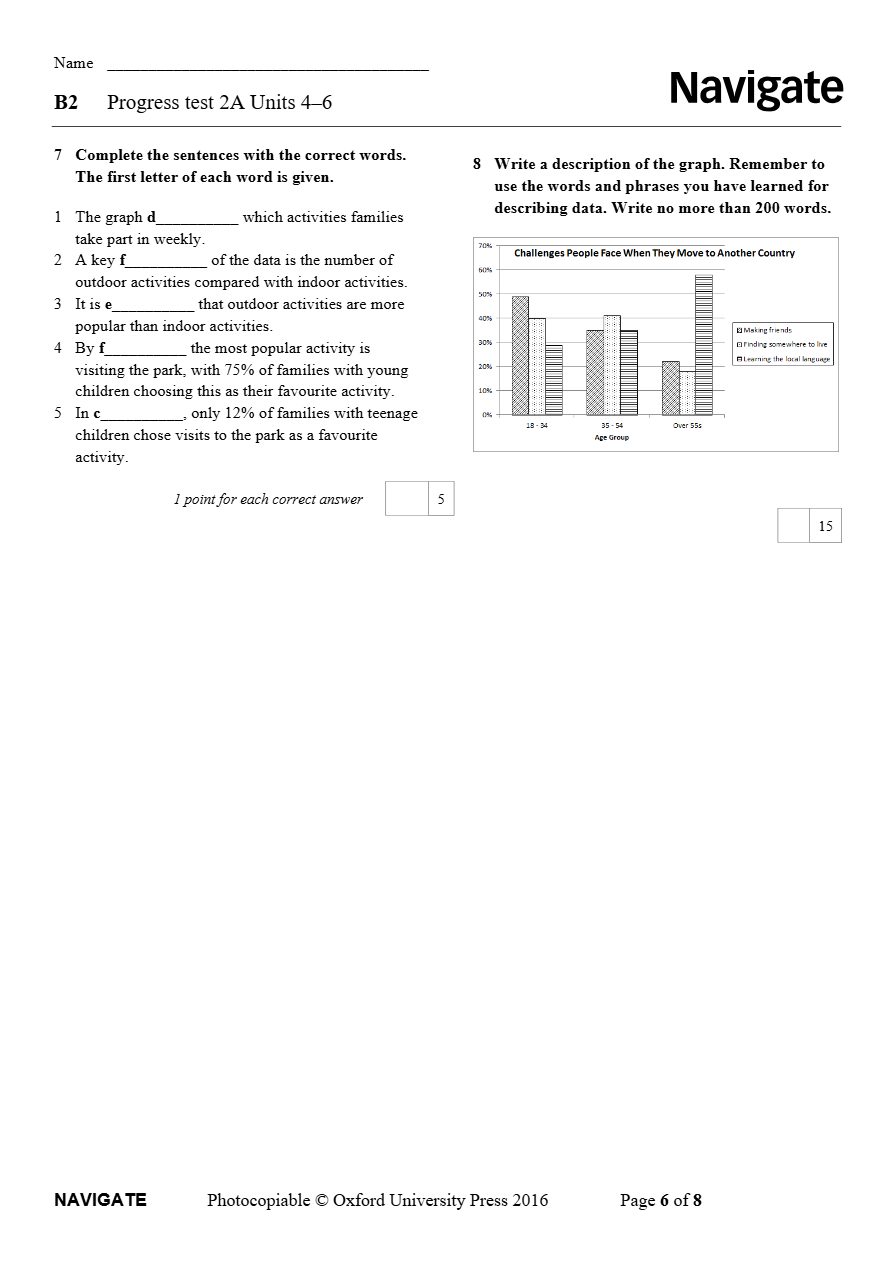 Name ________________________________________
Navigate
B2 Progress test 2A Units 4–6
7 Complete the sentences with the correct words.
The first letter of each word is given.
1 The graph d__________ which activities families
take part in weekly.
2 A key f__________ of the data is the number of
outdoor activities compared with indoor activities.
3 It is e__________ that outdoor activities are more
popular than indoor activities.
4 By f__________ the most popular activity is
visiting the park, with 75% of families with young
children choosing this as their favourite activity.
5 In c__________, only 12% of families with teenage
children chose visits to the park as a favourite
activity.
1 point for each correct answer 5
8 Write a description of the graph. Remember to
use the words and phrases you have learned for
describing data. Write no more than 200 words.
Challenges People Face When They Move to Another Country
70%
60%
50%
40%
30%
20%
10%
0%
18 - 34 35 - 54 Over 55s
Age Group
Making friends
Finding somewhere to live
Learning the local language
15
NAVIGATE Photocopiable © Oxford University Press 2016 Page 6 of 8